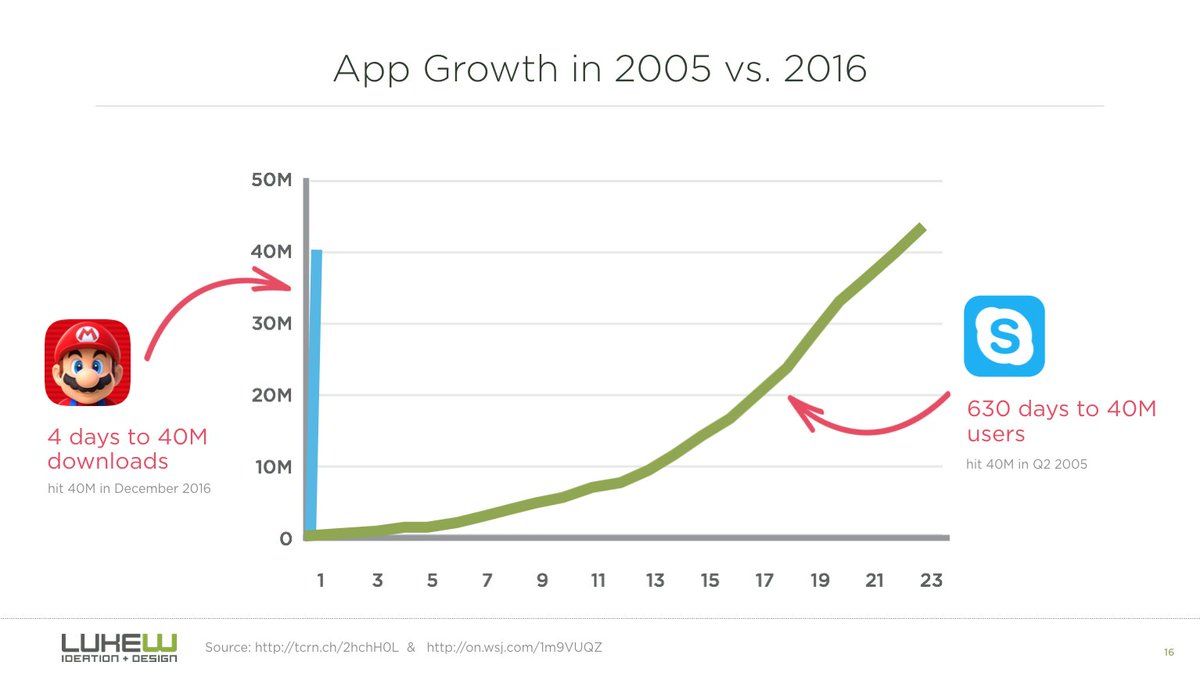 App Growth in 2005 vs. 2016
50M
40M
30M
20M
10M
0
1 3 5 7 9 11 13 15 17 19 21 23
M
4 days to 40M
downloads
hit 40M in December 2016
S
630 days to 40M
users
hit 40M in Q2 2005
LUKEW
IDEATION + DESIGN
Source: http://tcrn.ch/2hchH0L & http://on.wsj.com/1m9VUQZ
16